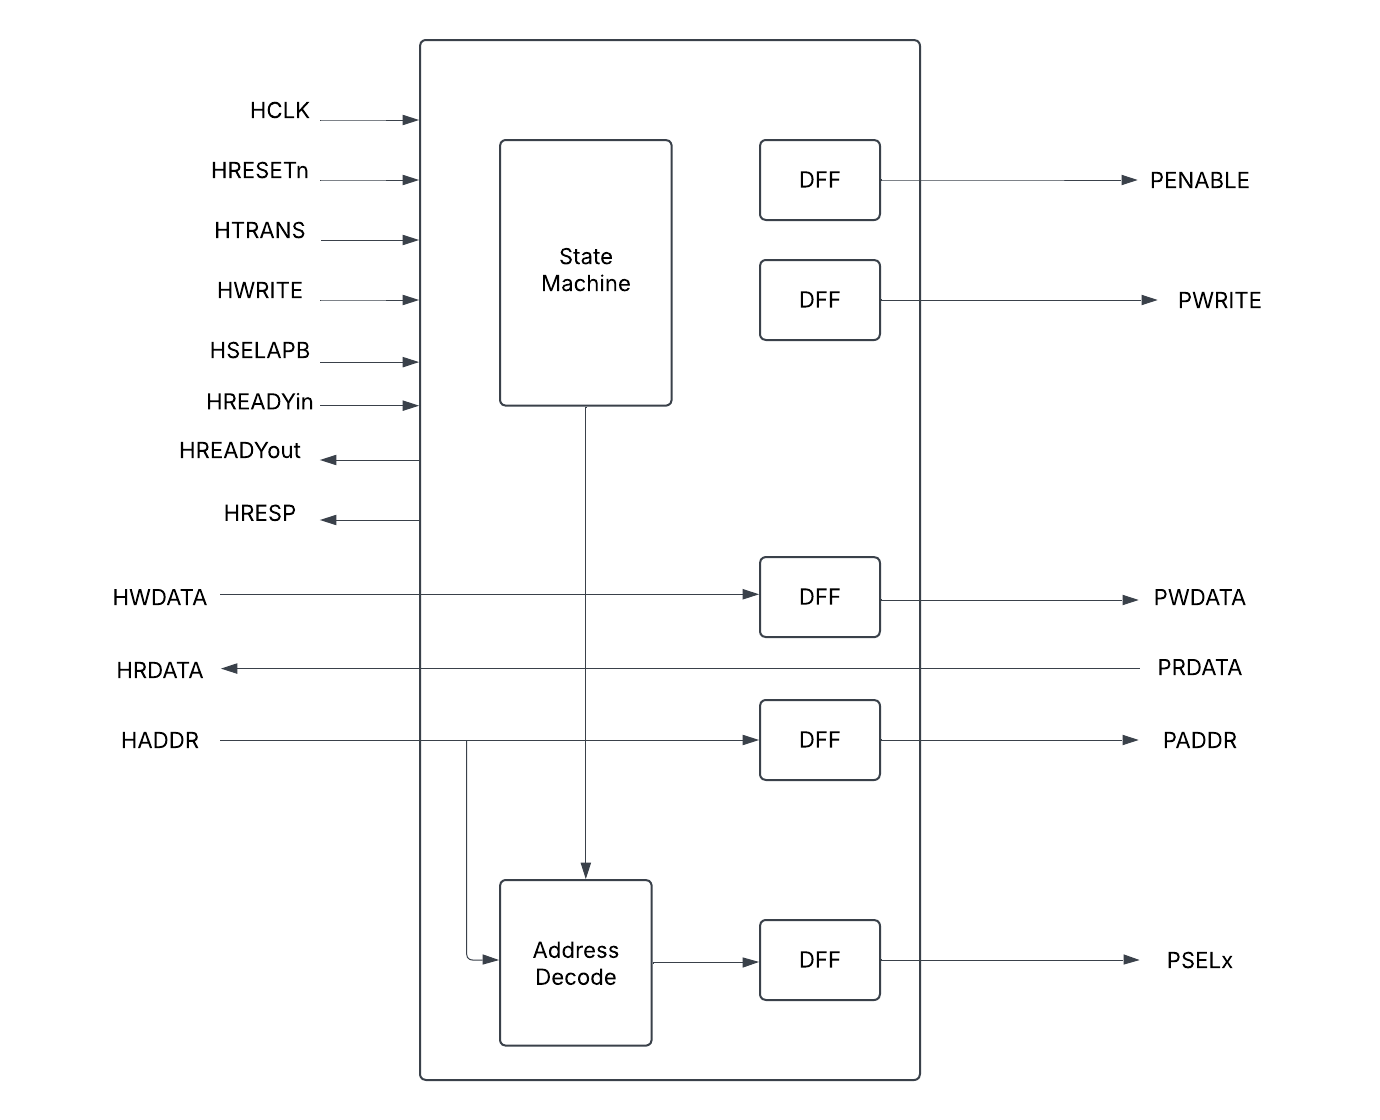 HCLK
HRESETn
HTRANS
HWRITE
HSELAPB
HREADYin
HREADYout
HRESP
HWDATA
HRDATA
HADDR
State
Machine
Address
Decode
DFF
DFF
DFF
DFF
DFF
PENABLE
PWRITE
PWDATA
PRDATA
PADDR
PSELx